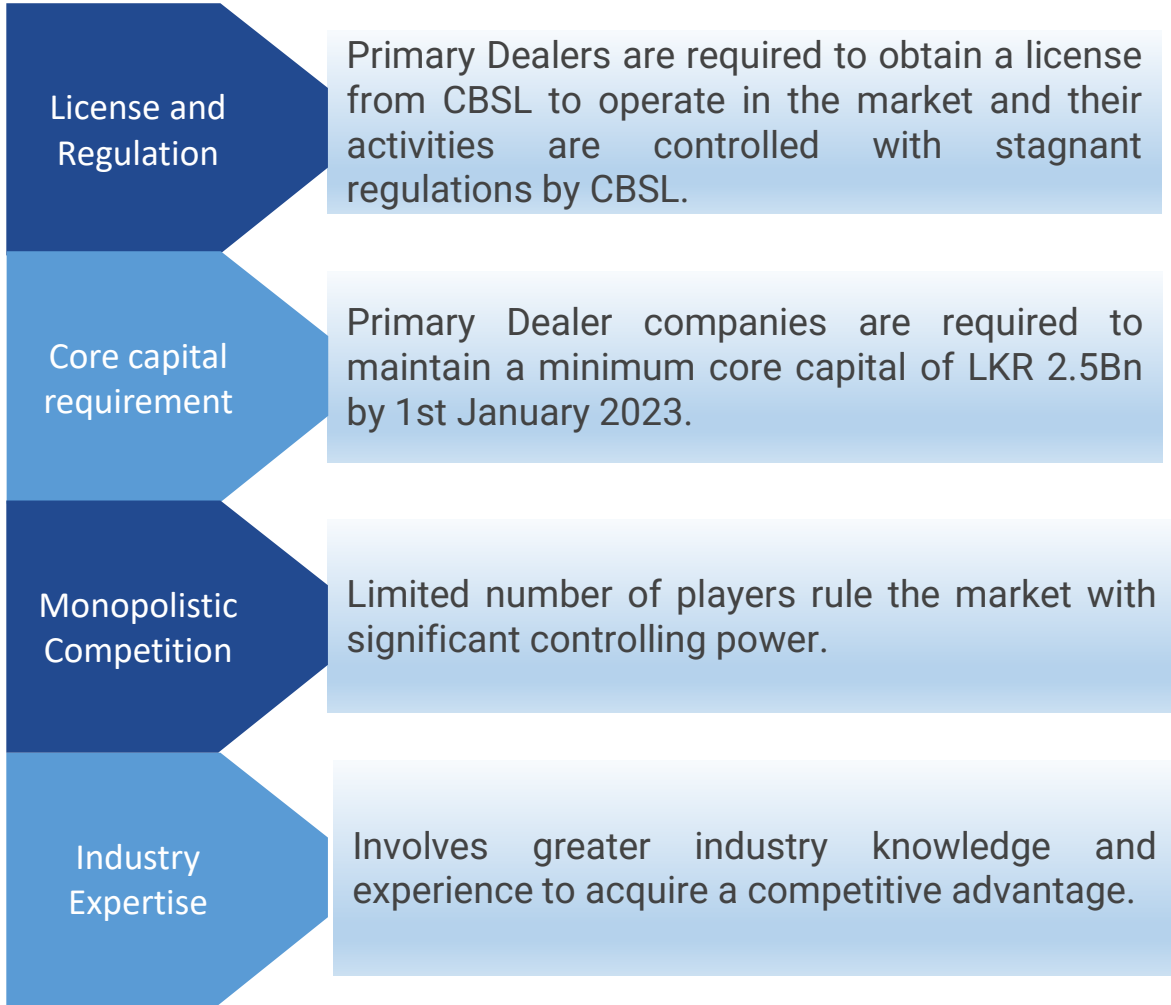 License and
Regulation
Primary Dealers are required to obtain a license
from CBSL to operate in the market and their
activities are controlled with stagnant
regulations by CBSL.
Core capital
requirement
Primary Dealer companies are required to
maintain a minimum core capital of LKR 2.5Bn
by 1st January 2023.
Monopolistic
Competition
Limited number of players rule the market with
significant controlling power.
Industry
Expertise
Involves greater industry knowledge and
experience to acquire a competitive advantage.